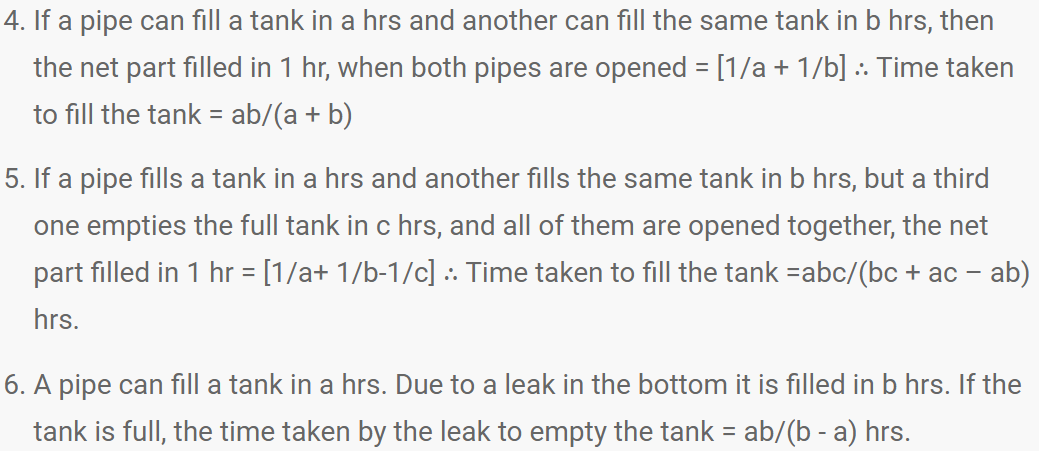 4. If a pipe can fill a tank in a hrs and another can fill the same tank in b hrs, then
the net part filled in 1 hr, when both pipes are opened = [1/a + 1/b] ∴ Time taken
to fill the tank = ab/(a + b)
5. If a pipe fills a tank in a hrs and another fills the same tank in b hrs, but a third
one empties the full tank in c hrs, and all of them are opened together, the net
part filled in 1 hr = [1/a+ 1/b-1/c] ∴ Time taken to fill the tank =abc/(bc + ac − ab)
hrs.
6. A pipe can fill a tank in a hrs. Due to a leak in the bottom it is filled in b hrs. If the
tank is full, the time taken by the leak to empty the tank = ab/(b - a) hrs.